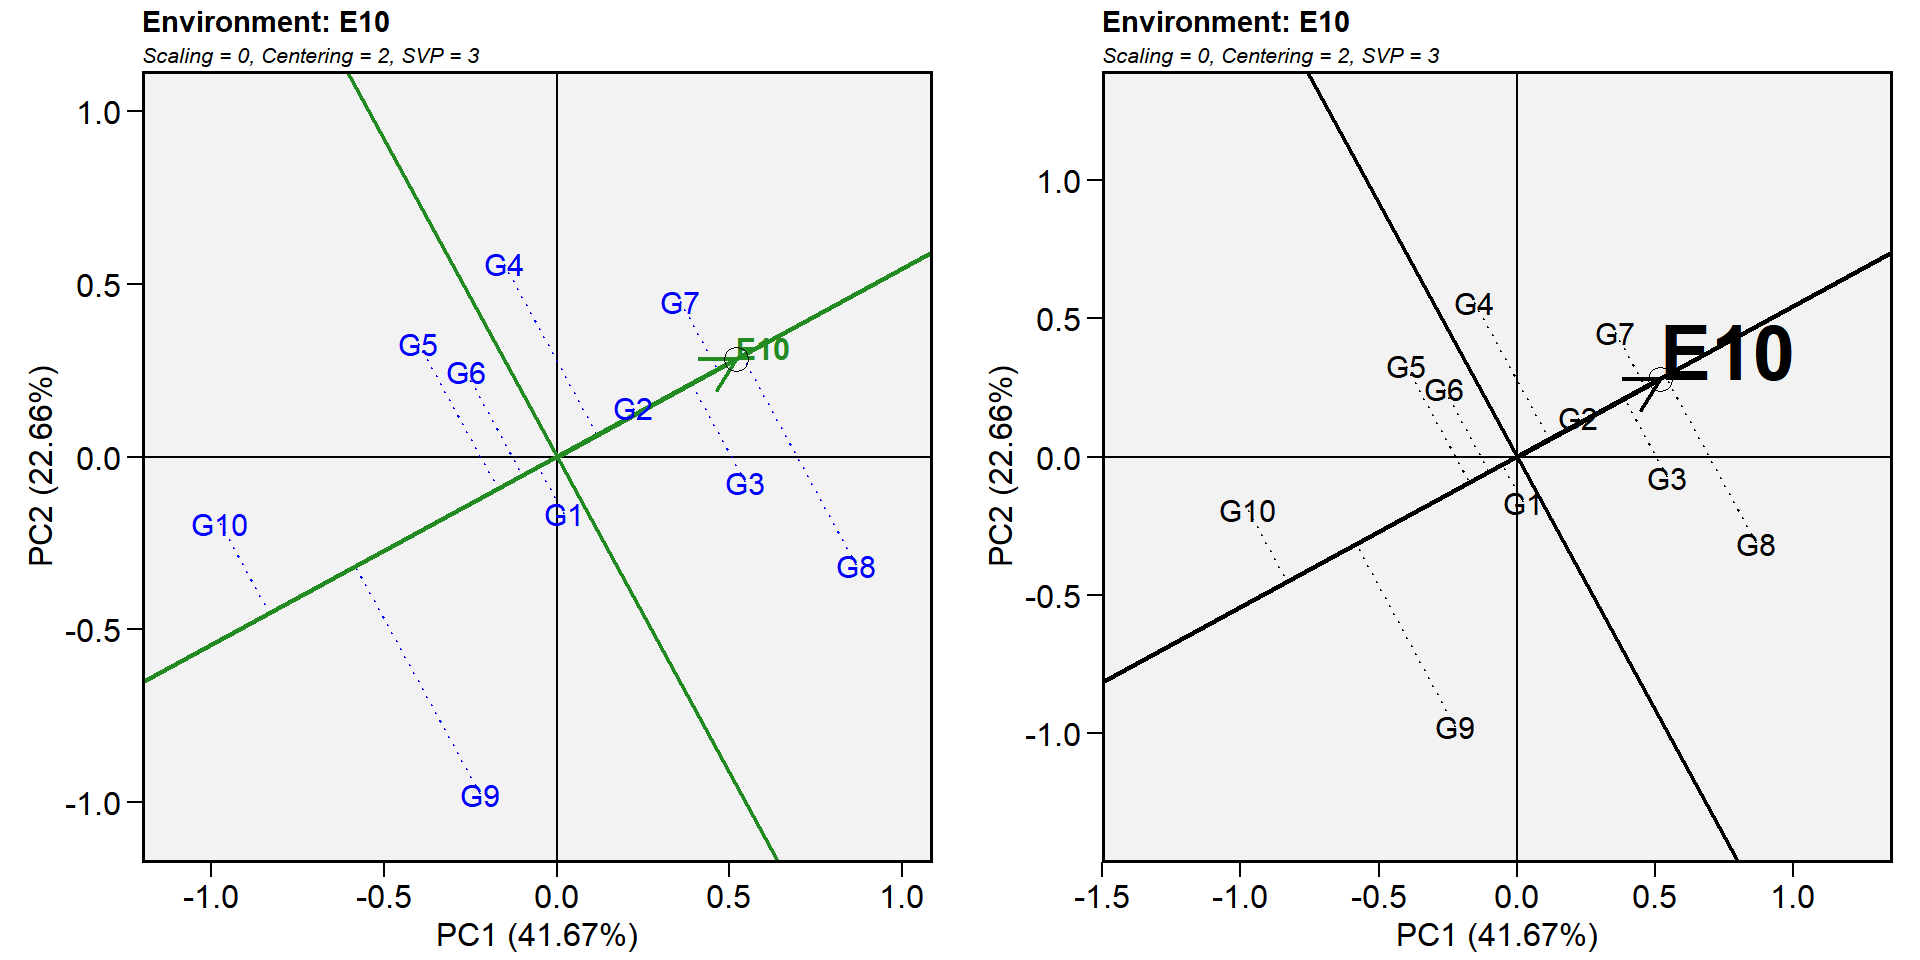 Environment: E10
Scaling = 0, Centering = 2, SVP = 3
1.0
0.5
0.0
-0.5
-1.0
PC2 (22.66%)
G4
G7
G5
E10
G6
G2
G3
G1
G10
G8
G9
-1.0 -0.5 0.0 0.5 1.0
PC1 (41.67%)
Environment: E10
Scaling = 0, Centering = 2, SVP = 3
1.0
0.5
0.0
-0.5
-1.0
PC2 (22.66%)
G4
G7
E10
G5
G6
G2
G3
G1
G10
G8
G9
-1.5 -1.0 -0.5 0.0 0.5 1.0
PC1 (41.67%)